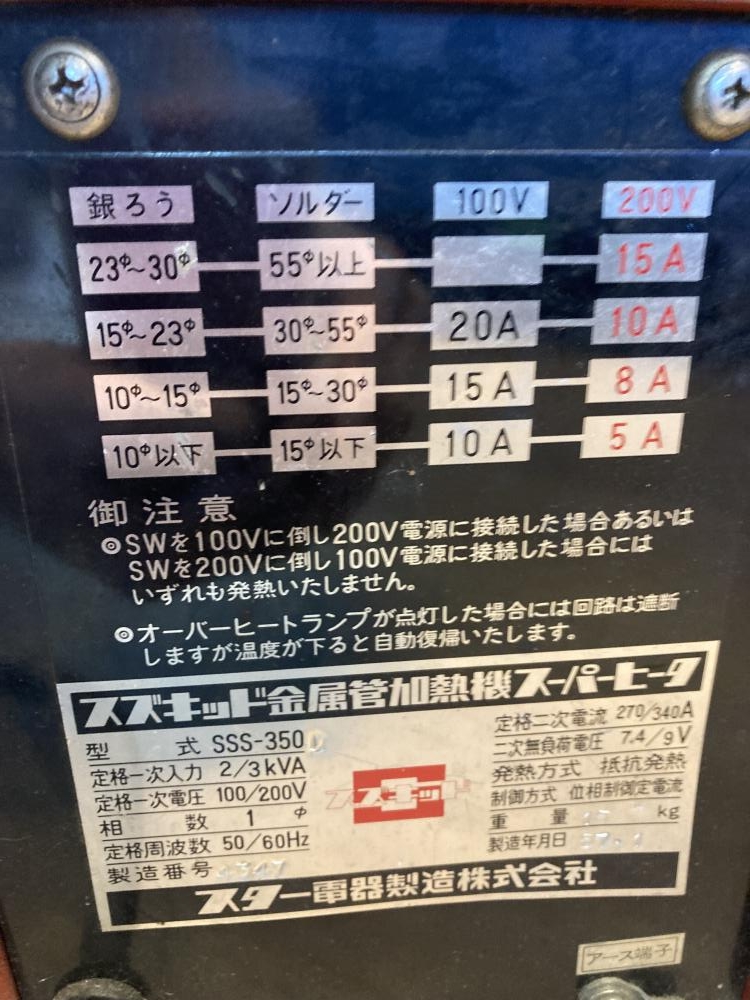 銀ろう ソルダー 100V 200V
23φ~30φ 55φ以上 15A
15φ~23φ 30φ~55φ 20A 10A
10φ~15φ 15φ~30φ 15A 8A
10φ以下 15φ以下 10A 5A
御注意
◎SWを100Vに倒し200V電源に接続した場合あるいは
SWを200Vに倒し100V電源に接続した場合には
いずれも発熱いたしません。
◎オーバーヒートランプが点灯した場合には回路は遮断
しますが温度が下ると自動復帰いたします。
スズキッド金属管加熱機スーパーヒータ
型式 SSS-350
定格一次入力 2/3kVA
定格一次電圧 100/200V
相数 1φ
定格周波数 50/60Hz
製造番号
スズキッド
定格二次電流 270/340A
二次無負荷電圧 7.4/9V
発熱方式 抵抗発熱
制御方式 位相制御定電流
重量 kg
製造年月日
スター電器製造株式会社
アース端子